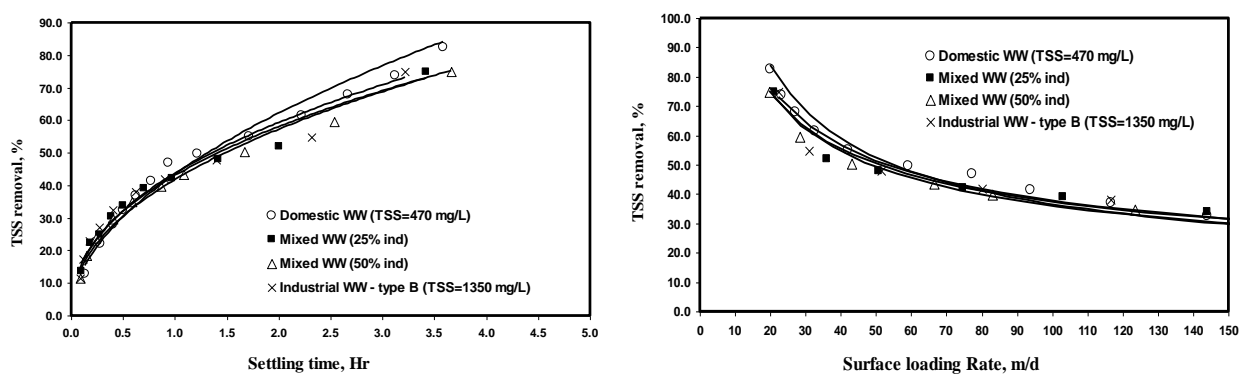 90.0
80.0
70.0
60.0
50.0
40.0
30.0
20.0
10.0
0.0
TSS removal, %
0.0 0.5 1.0 1.5 2.0 2.5 3.0 3.5 4.0 4.5 5.0
Settling time, Hr
Domestic WW (TSS=470 mg/L)
Mixed WW (25% ind)
Mixed WW (50% ind)
Industrial WW - type B (TSS=1350 mg/L)
100.0
90.0
80.0
70.0
60.0
50.0
40.0
30.0
20.0
10.0
0.0
TSS removal, %
0 10 20 30 40 50 60 70 80 90 100 110 120 130 140 150
Surface loading Rate, m/d
Domestic WW (TSS=470 mg/L)
Mixed WW (25% ind)
Mixed WW (50% ind)
Industrial WW - type B (TSS=1350 mg/L)